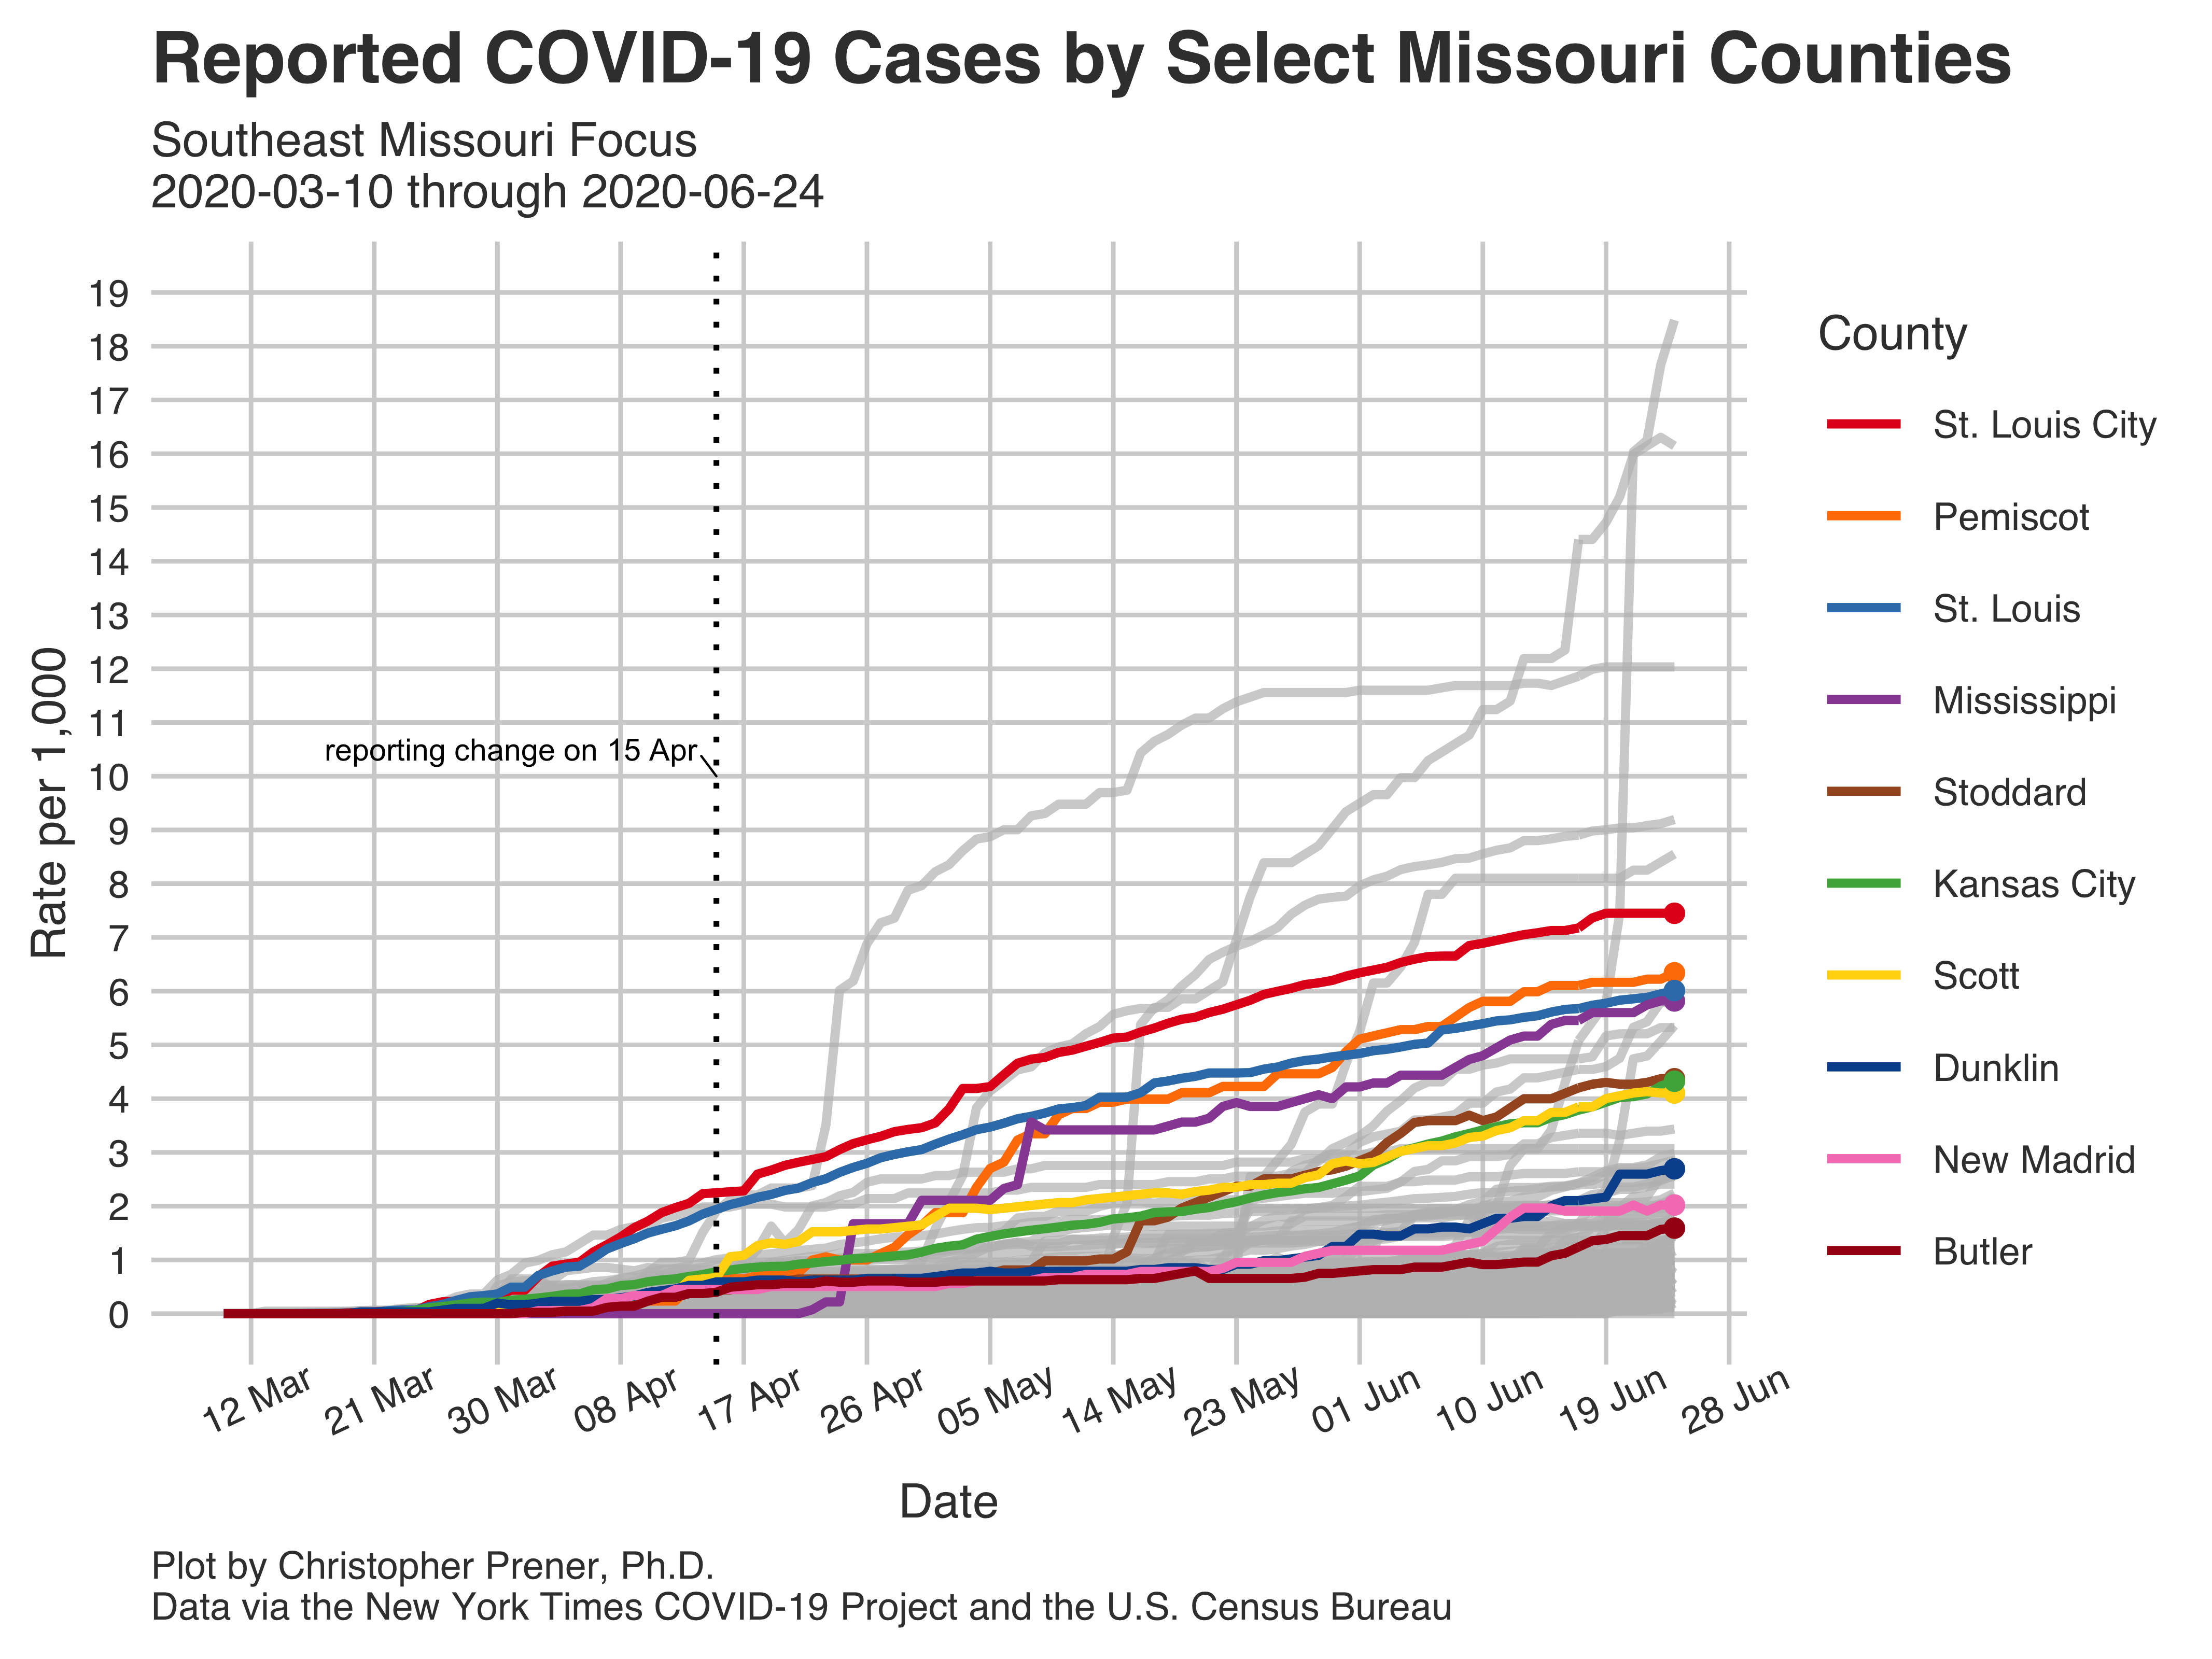 Reported COVID-19 Cases by Select Missouri Counties
Southeast Missouri Focus
2020-03-10 through 2020-06-24
Rate per 1,000
19
18
17
16
15
14
13
12
11
10
9
8
7
6
5
4
3
2
1
0
reporting change on 15 Apr
12 Mar
21 Mar
30 Mar
08 Apr
17 Apr
26 Apr
05 May
14 May
23 May
01 Jun
10 Jun
19 Jun
28 Jun
Date
County
St. Louis City
Pemiscot
St. Louis
Mississippi
Stoddard
Kansas City
Scott
Dunklin
New Madrid
Butler
Plot by Christopher Prener, Ph.D.
Data via the New York Times COVID-19 Project and the U.S. Census Bureau